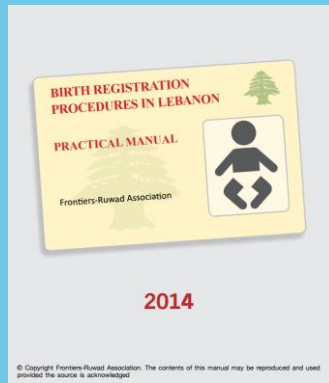 BIRTH REGISTRATION
PROCEDURES IN LEBANON
PRACTICAL MANUAL
Frontiers-Ruwad Association
2014
© Copyright Frontiers-Ruwad Association. The contents of this manual may be reproduced and used
provided the source is acknowledged